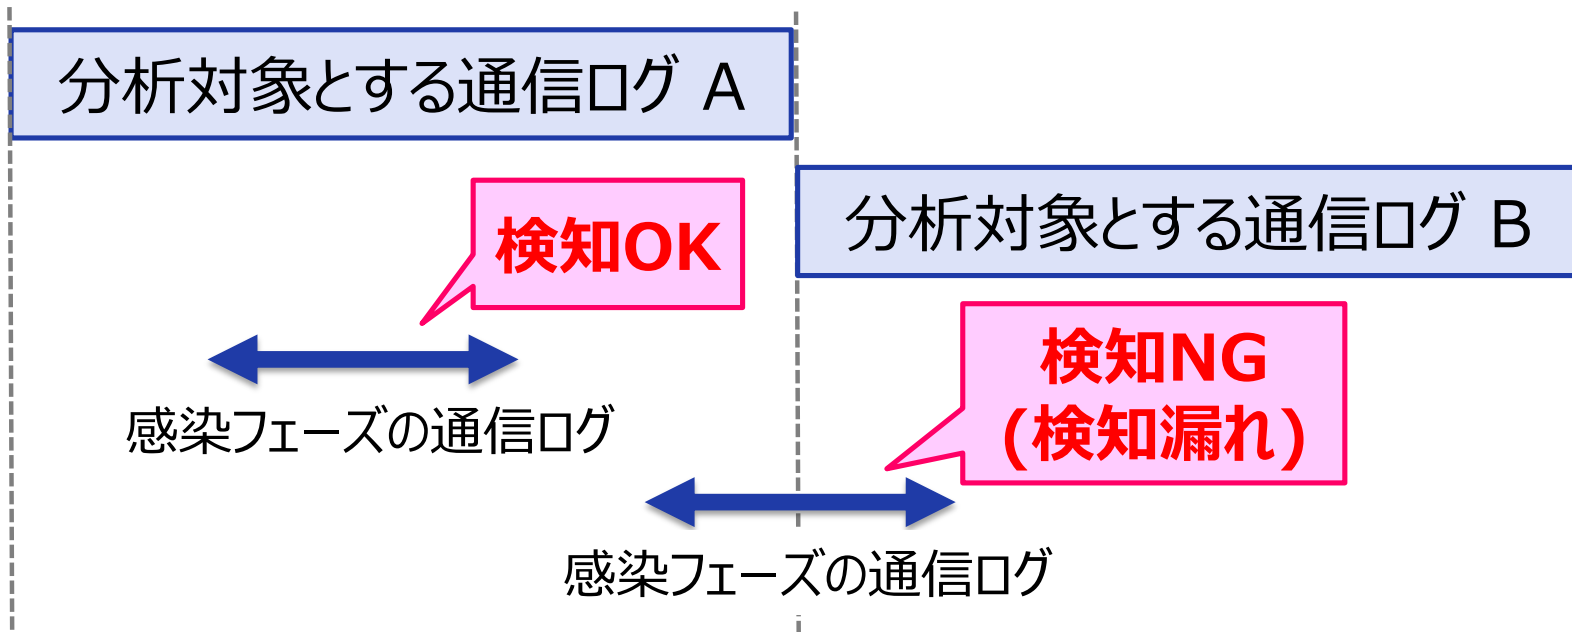 分析対象とする通信ログ A
分析対象とする通信ログ B
検知OK
感染フェーズの通信ログ
検知NG
(検知漏れ)
感染フェーズの通信ログ